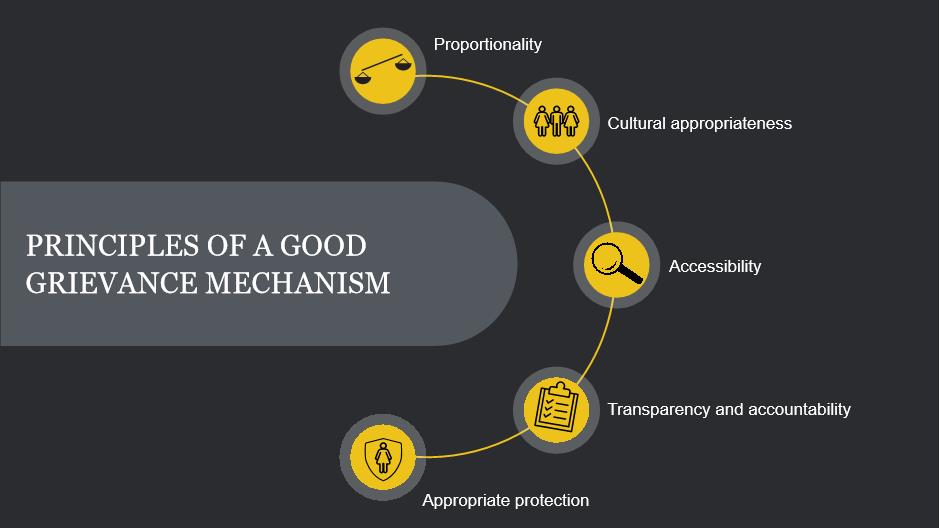 Proportionality
Cultural appropriateness
PRINCIPLES OF A GOOD
GRIEVANCE MECHANISM
Accessibility
Transparency and accountability
Appropriate protection